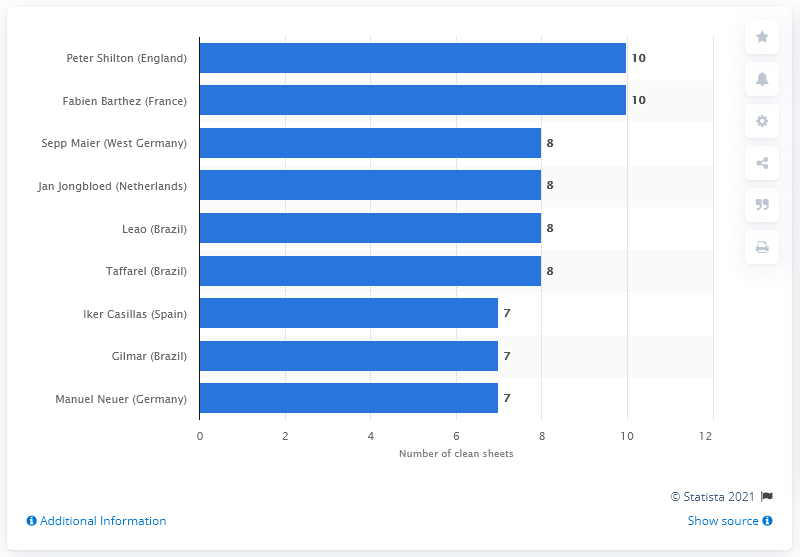 Peter Shilton (England) 10
Fabien Barthez (France) 10
Sepp Maier (West Germany) 8
Jan Jongbloed (Netherlands) 8
Leao (Brazil) 8
Taffarel (Brazil) 8
Iker Casillas (Spain) 7
Gilmar (Brazil) 7
Manuel Neuer (Germany) 7
0 2 4 6 8 10 12
Number of clean sheets
© Statista 2021
Additional Information Show source